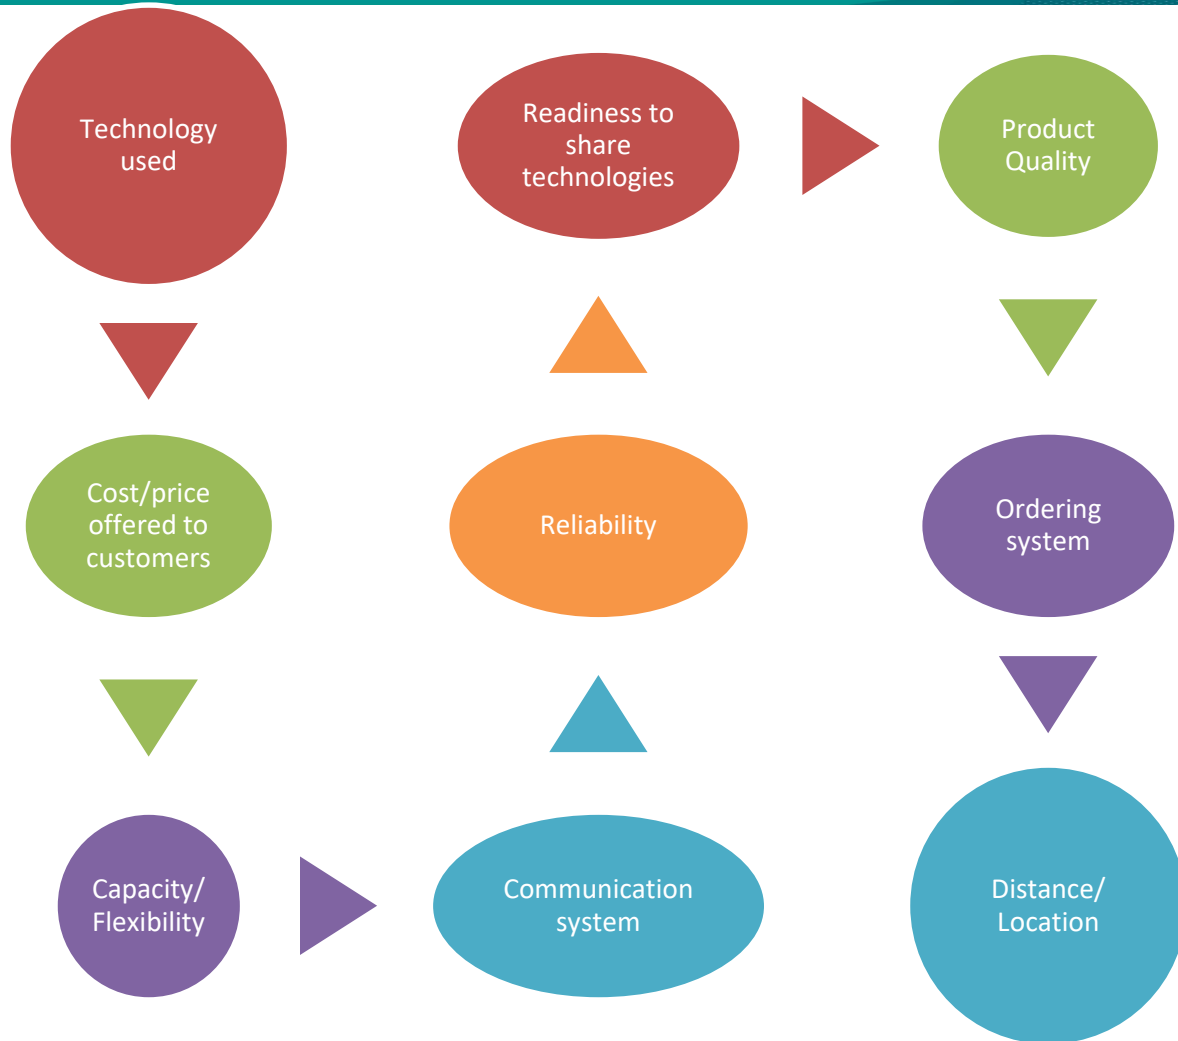 Technology
used
Cost/price
offered to
customers
Capacity/
Flexibility
Communication
system
Reliability
Readiness to
share
technologies
Product
Quality
Ordering
system
Distance/
Location